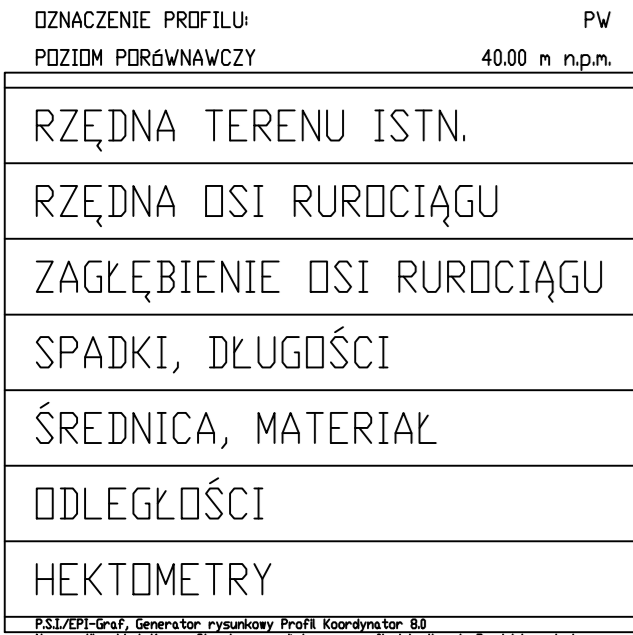 OZNACZENIE PROFILU: PW
POZIOM PORóWNAWCZY 40.00 m n.p.m.
RZĘDNA TERENU ISTN.
RZĘDNA OSI RUROCIĄGU
ZAGŁĘBIENIE OSI RUROCIĄGU
SPADKI, DŁUGOŚCI
ŚREDNICA, MATERIAŁ
ODLEGŁOŚCI
HEKTOMETRY
P.S.I./EPI-Graf, Generator rysunkowy Profil Koordynator 8.0